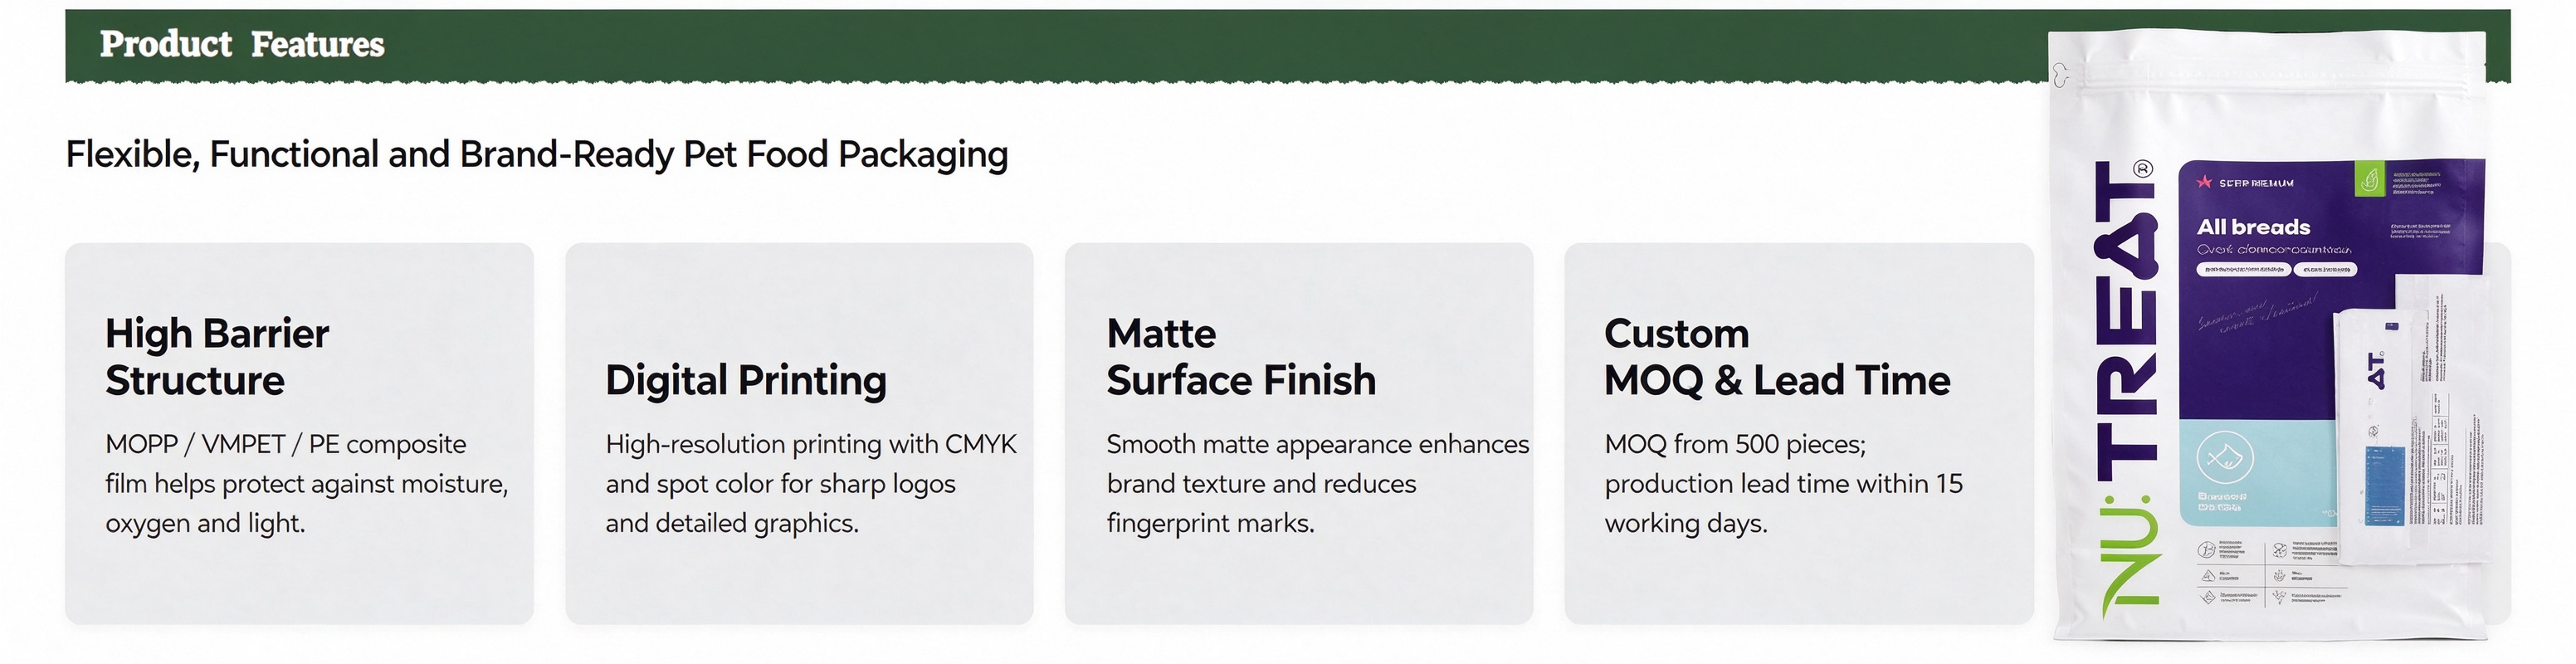 Product Features
Flexible, Functional and Brand-Ready Pet Food Packaging
High Barrier
Structure
MOPP / VMPET / PE composite
film helps protect against moisture,
oxygen and light.
Digital Printing
High-resolution printing with CMYK
and spot color for sharp logos
and detailed graphics.
Matte
Surface Finish
Smooth matte appearance enhances
brand texture and reduces
fingerprint marks.
Custom
MOQ & Lead Time
MOQ from 500 pieces;
production lead time within 15
working days.
NU: TREAT®
All breads
AT